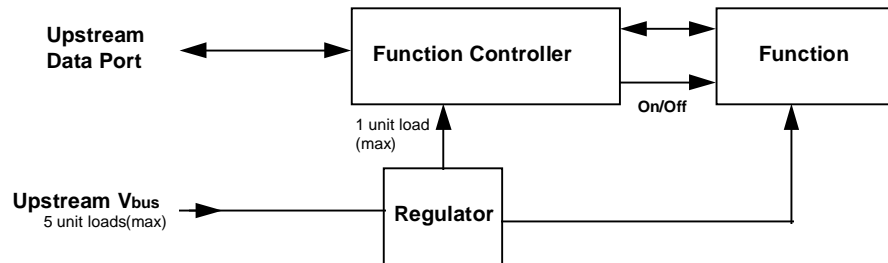 Upstream
Data Port
Function Controller
Function
On/Off
1 unit load
(max)
Upstream Vbus
5 unit loads(max)
Regulator